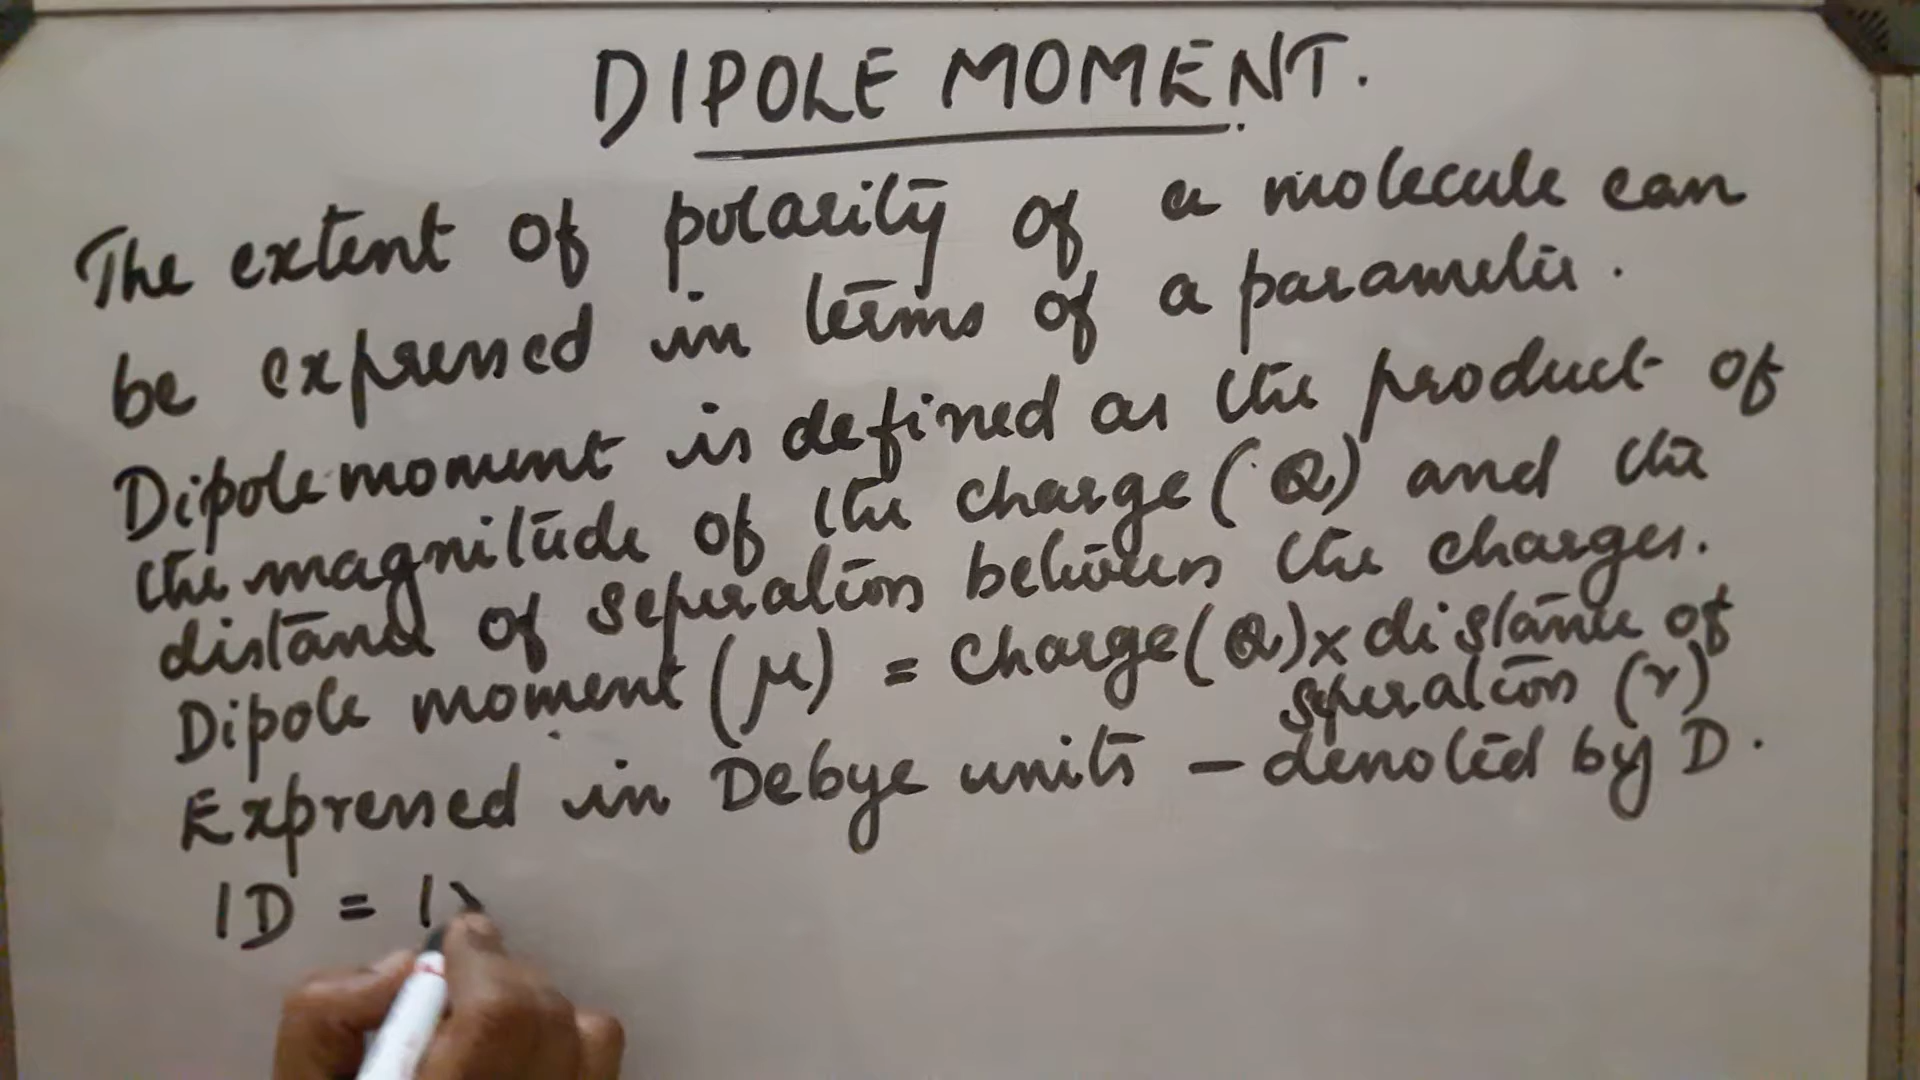 DIPOLE MOMENT.
The extent of polarity of a molecule can
be expressed in terms of a parameter.
Dipole moment is defined as the product of
the magnitude of the charge (Q) and the
distance of seperation between the charges.
Dipole moment (μ) = Charge (Q) x distance of
seperation (r)
Expressed in Debye units – denoted by D.
1D = 1